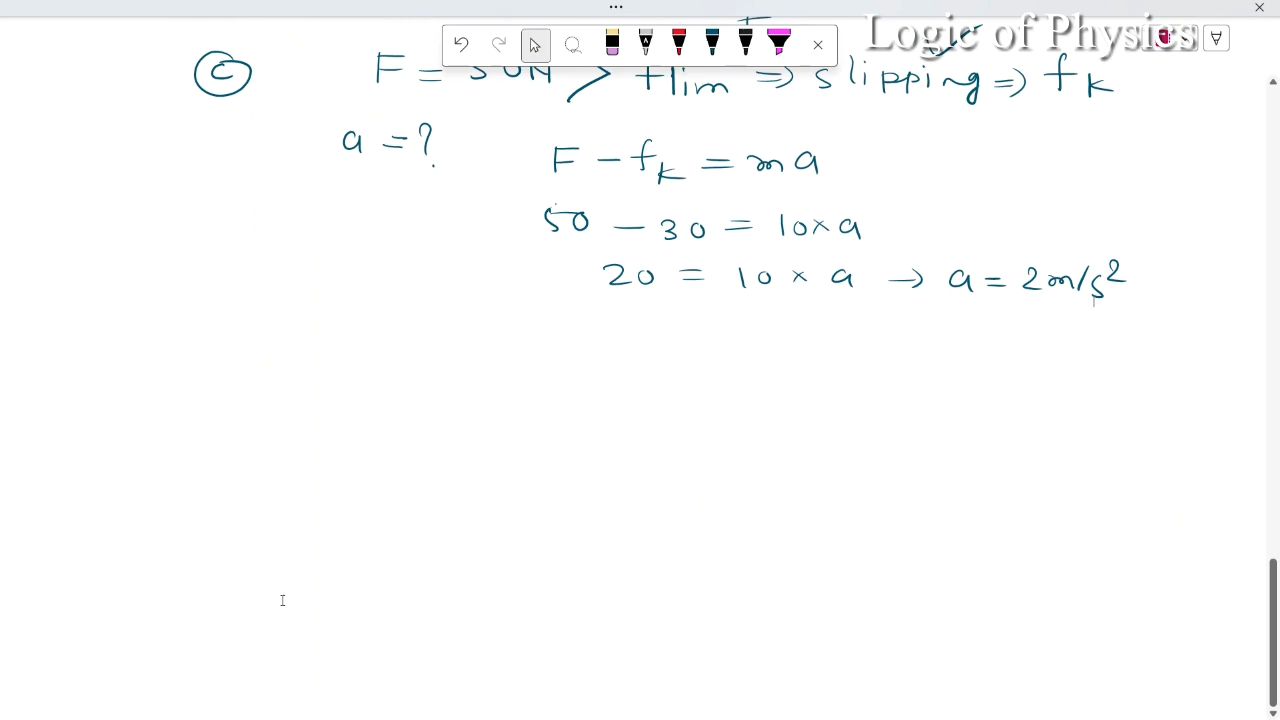 Logic of Physics
c F = 50N > flim ⇒ slipping ⇒ fK
a = ?
F - fK = ma
50 - 30 = 10×a
20 = 10 × a → a = 2m/s²